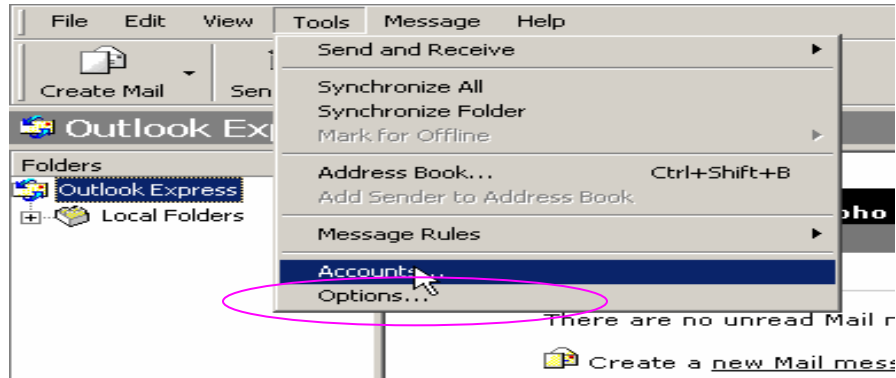 File Edit View Tools Message Help
Send and Receive
Create Mail Sen
Synchronize All
Synchronize Folder
Outlook Exp
Mark for Offline
Folders
Address Book... Ctrl+Shift+B
Outlook Express
Add Sender to Address Book
Local Folders
pho
Message Rules
Accounts...
Options...
There are no unread Mail
Create a new Mail mess